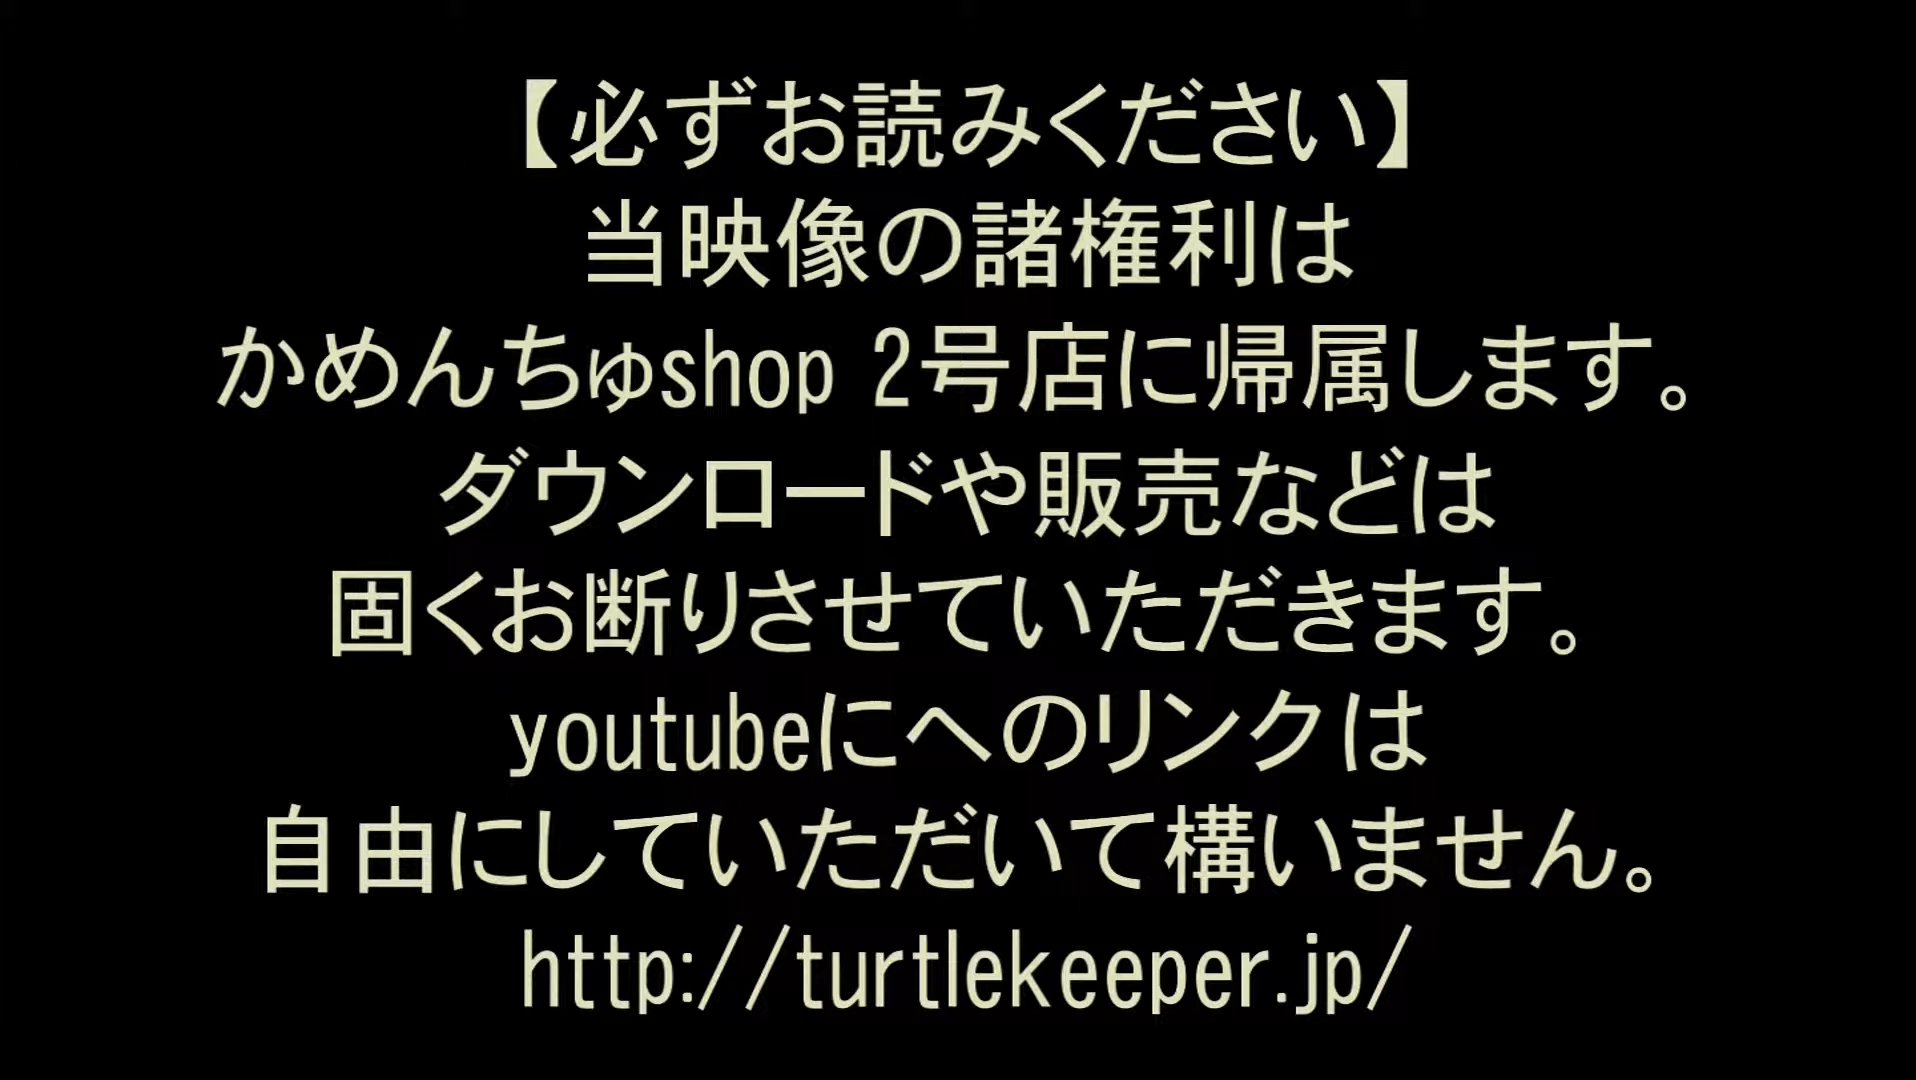 【必ずお読みください】
当映像の諸権利は
かめんちゅshop 2号店に帰属します。
ダウンロードや販売などは
固くお断りさせていただきます。
youtubeにへのリンクは
自由にしていただいて構いません。
http://turtlekeeper.jp/